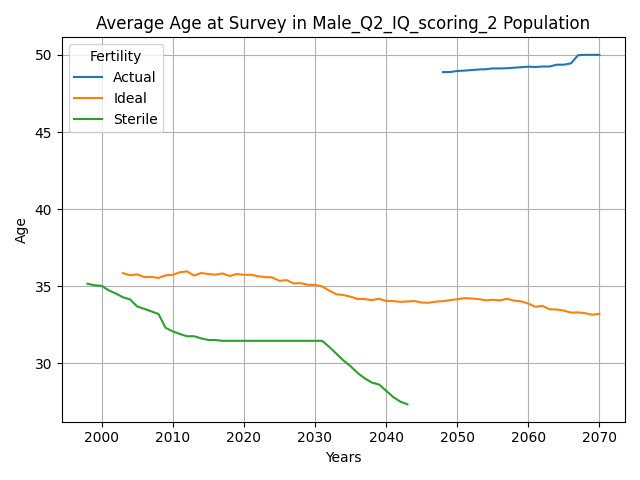 Average Age at Survey in Male_Q2_IQ_scoring_2 Population
Fertility
Actual
Ideal
Sterile
Age
50
45
40
35
30
2000 2010 2020 2030 2040 2050 2060 2070
Years